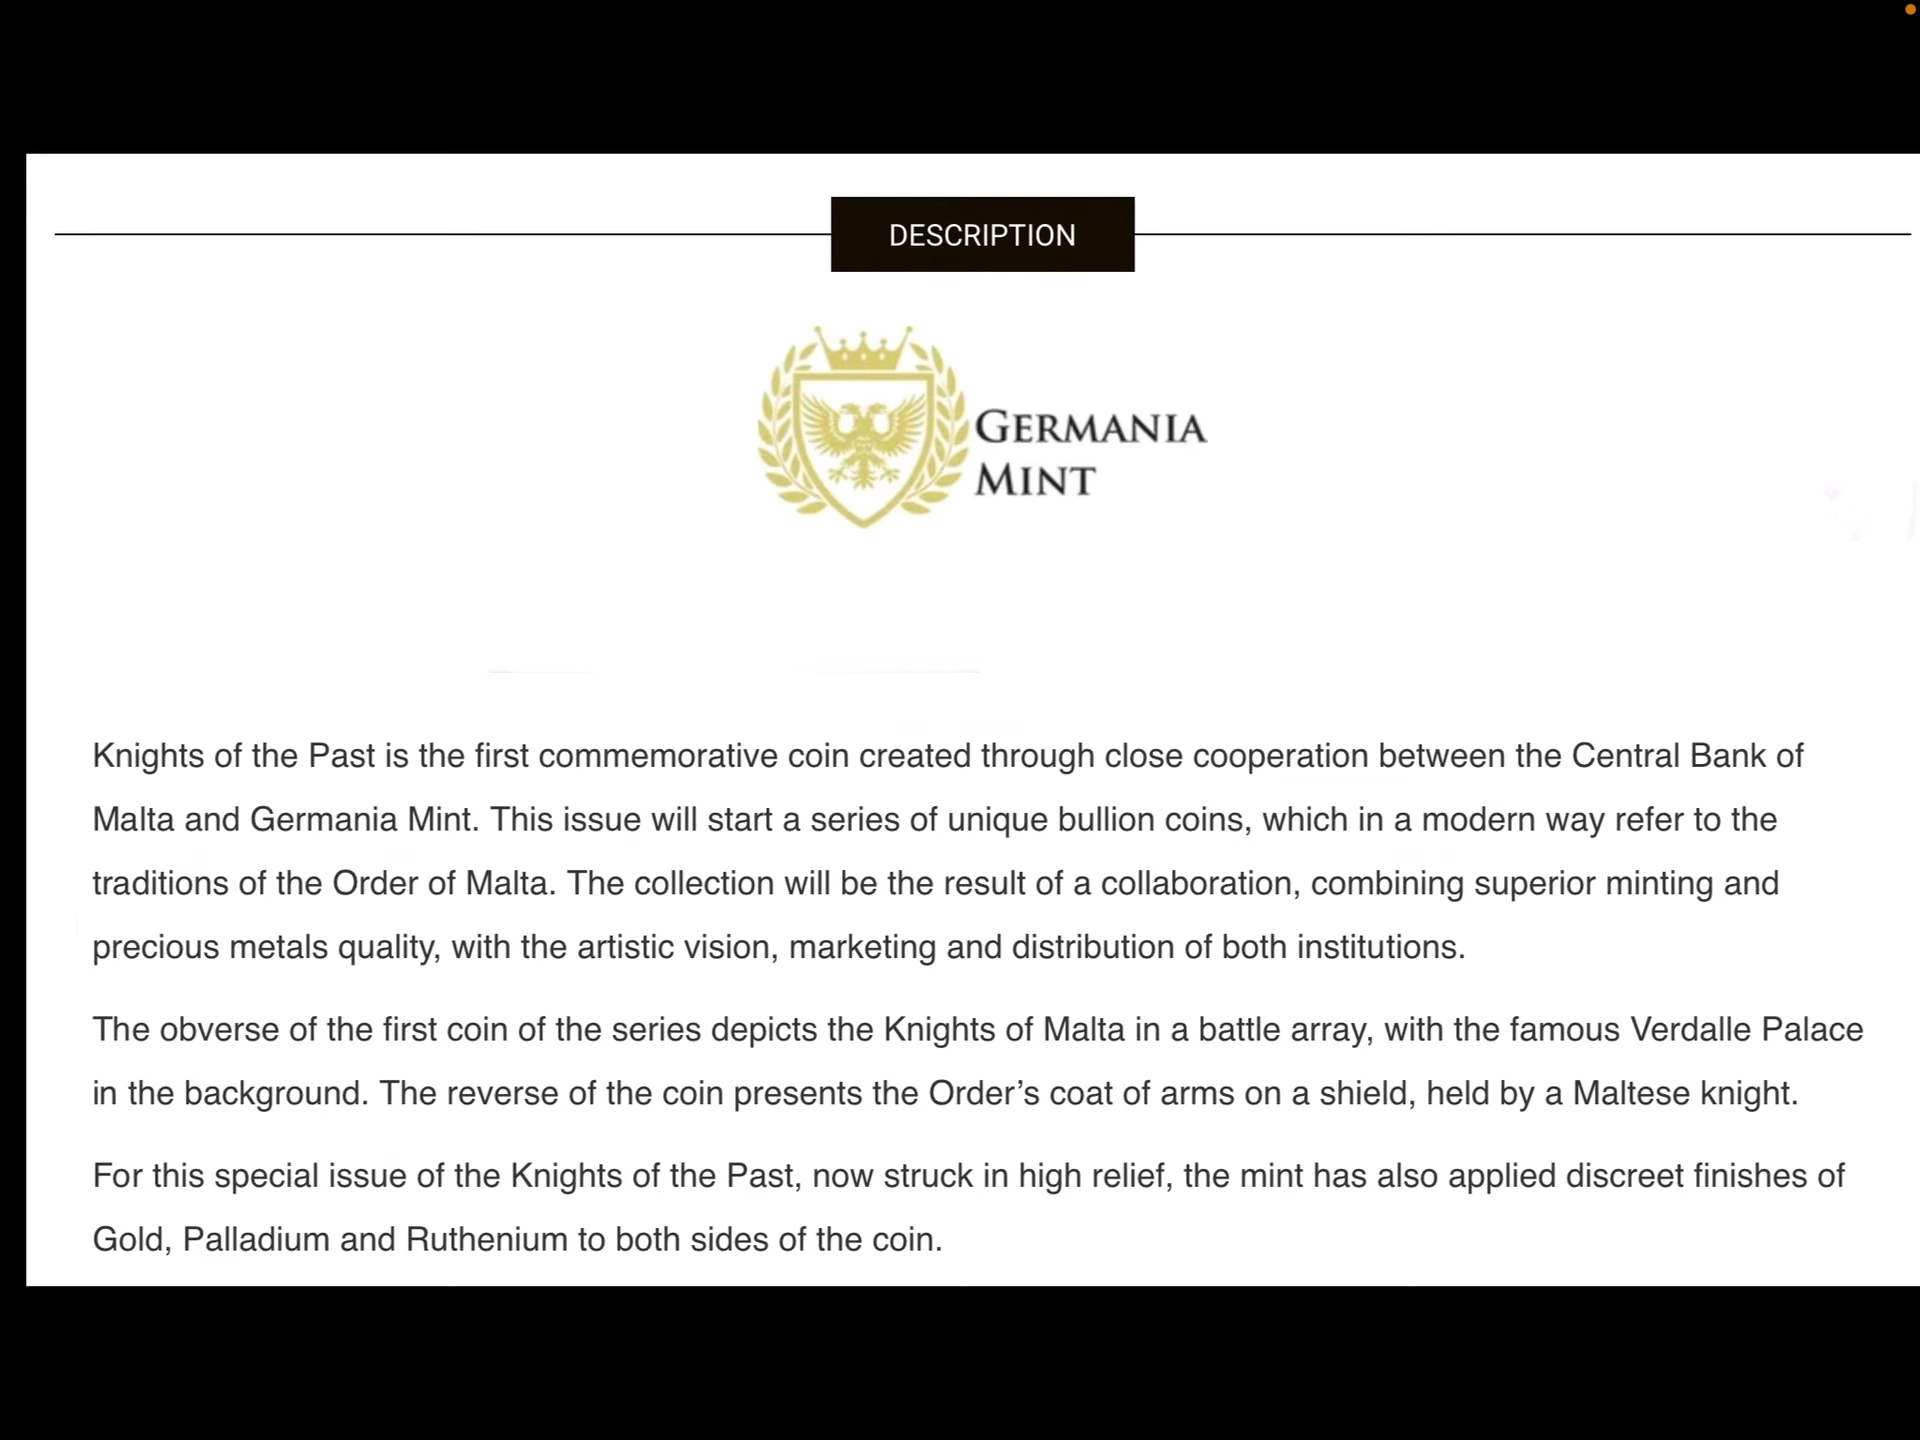 DESCRIPTION
GERMANIA
MINT
Knights of the Past is the first commemorative coin created through close cooperation between the Central Bank of
Malta and Germania Mint. This issue will start a series of unique bullion coins, which in a modern way refer to the
traditions of the Order of Malta. The collection will be the result of a collaboration, combining superior minting and
precious metals quality, with the artistic vision, marketing and distribution of both institutions.
The obverse of the first coin of the series depicts the Knights of Malta in a battle array, with the famous Verdalle Palace
in the background. The reverse of the coin presents the Order’s coat of arms on a shield, held by a Maltese knight.
For this special issue of the Knights of the Past, now struck in high relief, the mint has also applied discreet finishes of
Gold, Palladium and Ruthenium to both sides of the coin.